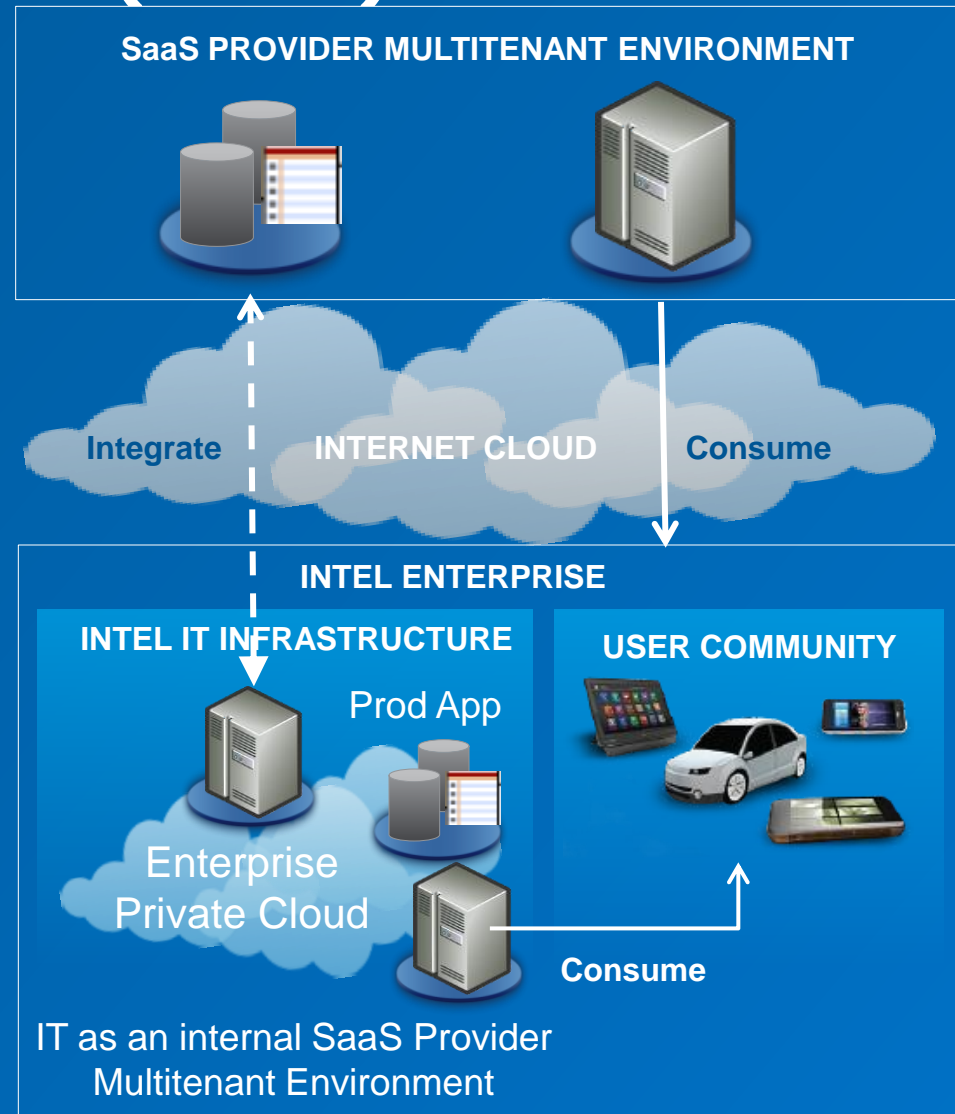 SaaS PROVIDER MULTITENANT ENVIRONMENT
Integrate
INTERNET CLOUD
Consume
INTEL ENTERPRISE
INTEL IT INFRASTRUCTURE
USER COMMUNITY
Prod App
Enterprise
Private Cloud
Consume
IT as an internal SaaS Provider
Multitenant Environment